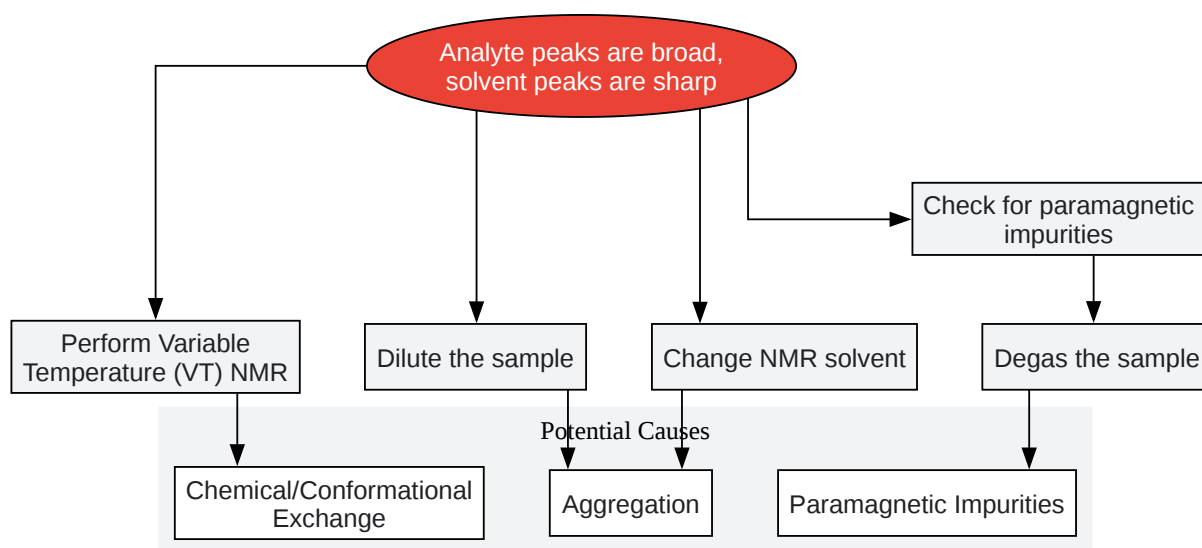 Analyte peaks are broad,
solvent peaks are sharp
Check for paramagnetic
impurities
Perform Variable
Temperature (VT) NMR
Dilute the sample
Change NMR solvent
Degas the sample
Potential Causes
Chemical/Conformational
Exchange
Aggregation
Paramagnetic Impurities